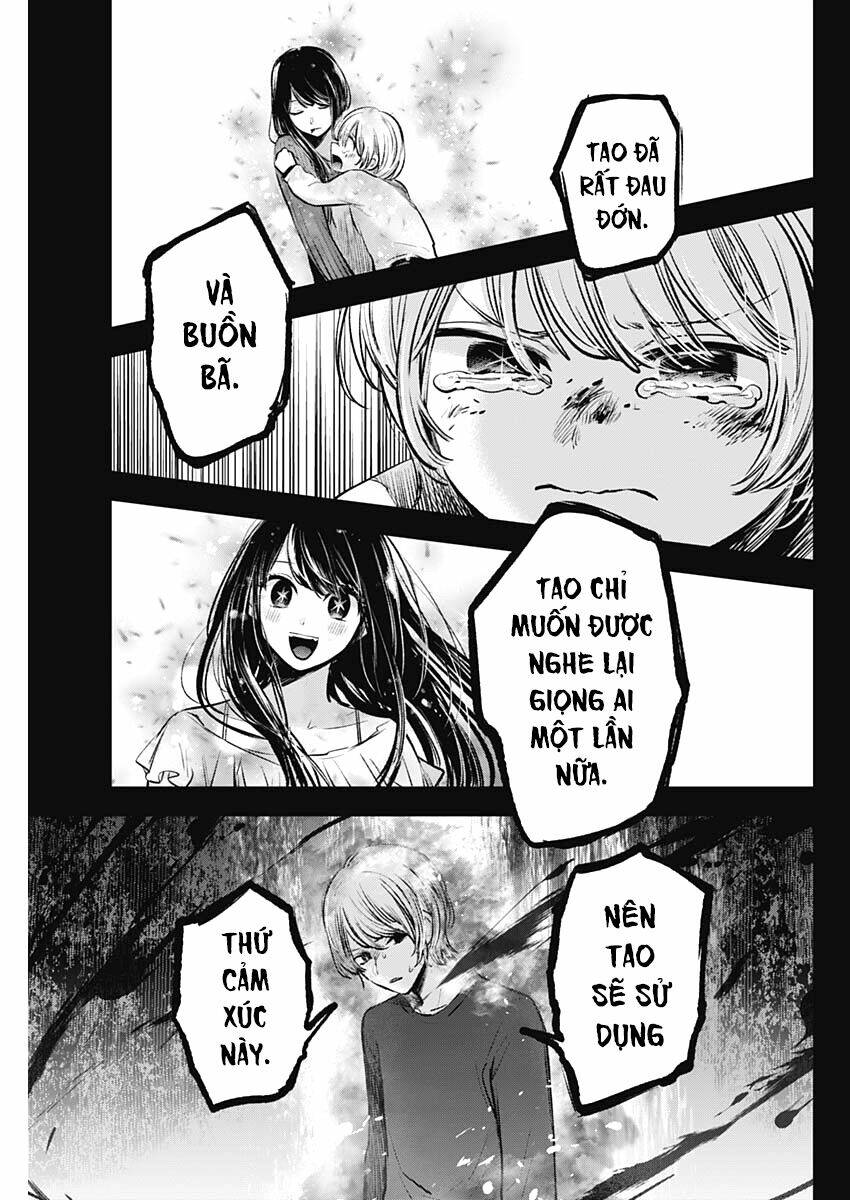 TAO ĐÃ
RẤT ĐAU
ĐỚN.
VÀ
BUỒN
BÃ.
TAO CHỈ
MUỐN ĐƯỢC
NGHE LẠI
GIỌNG AI
MỘT LẦN
NỮA.
NÊN
TAO
SẼ SỬ
DỤNG
THỨ
CẢM
XÚC
NÀY.